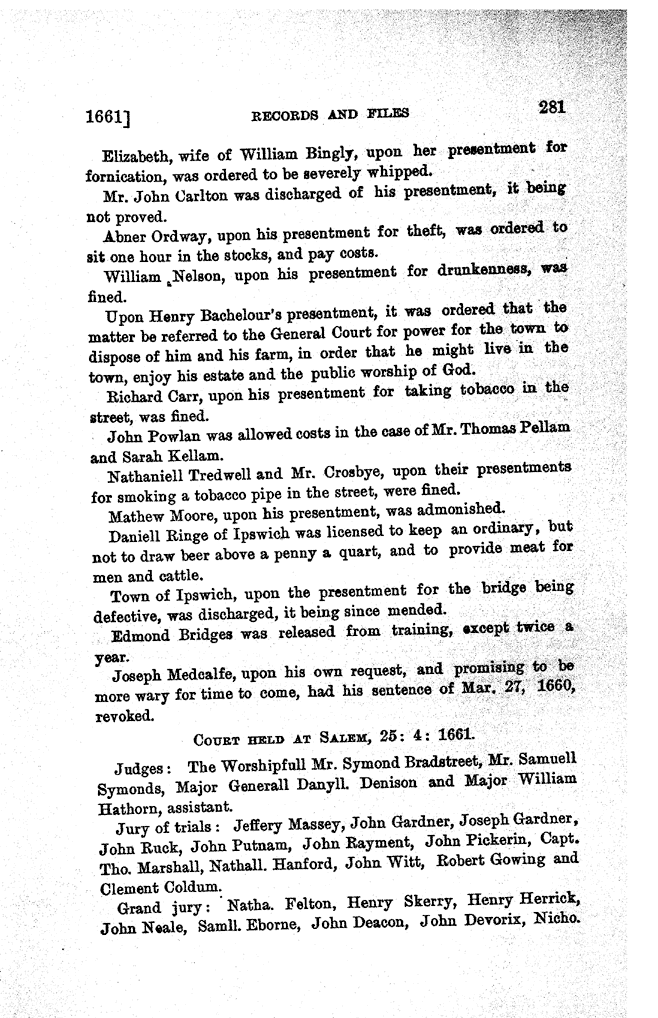 1661] RECORDS AND FILES 281
Elizabeth, wife of William Bingly, upon her presentment for
fornication, was ordered to be severely whipped.
Mr. John Carlton was discharged of his presentment, it being
not proved.
Abner Ordway, upon his presentment for theft, was ordered to
sit one hour in the stocks, and pay costs.
William Nelson, upon his presentment for drunkenness, was
fined.
Upon Henry Bachelour's presentment, it was ordered that the
matter be referred to the General Court for power for the town to
dispose of him and his farm, in order that he might live in the
town, enjoy his estate and the public worship of God.
Richard Carr, upon his presentment for taking tobacco in the
street, was fined.
John Powlan was allowed costs in the case of Mr. Thomas Pellam
and Sarah Kellam.
Nathaniell Tredwell and Mr. Crosbye, upon their presentments
for smoking a tobacco pipe in the street, were fined.
Mathew Moore, upon his presentment, was admonished.
Daniell Ringe of Ipswich was licensed to keep an ordinary, but
not to draw beer above a penny a quart, and to provide meat for
men and cattle.
Town of Ipswich, upon the presentment for the bridge being
defective, was discharged, it being since mended.
Edmond Bridges was released from training, except twice a
year.
Joseph Medcalfe, upon his own request, and promising to be
more wary for time to come, had his sentence of Mar. 27, 1660,
revoked.
COURT HELD AT SALEM, 25: 4: 1661.
Judges: The Worshipfull Mr. Symond Bradstreet, Mr. Samuell
Symonds, Major Generall Danyll. Denison and Major William
Hathorn, assistant.
Jury of trials: Jeffery Massey, John Gardner, Joseph Gardner,
John Ruck, John Putnam, John Rayment, John Pickerin, Capt.
Tho. Marshall, Nathall. Hanford, John Witt, Robert Gowing and
Clement Coldum.
Grand jury: Natha. Felton, Henry Skerry, Henry Herrick,
John Neale, Samll. Eborne, John Deacon, John Devorix, Nicho.